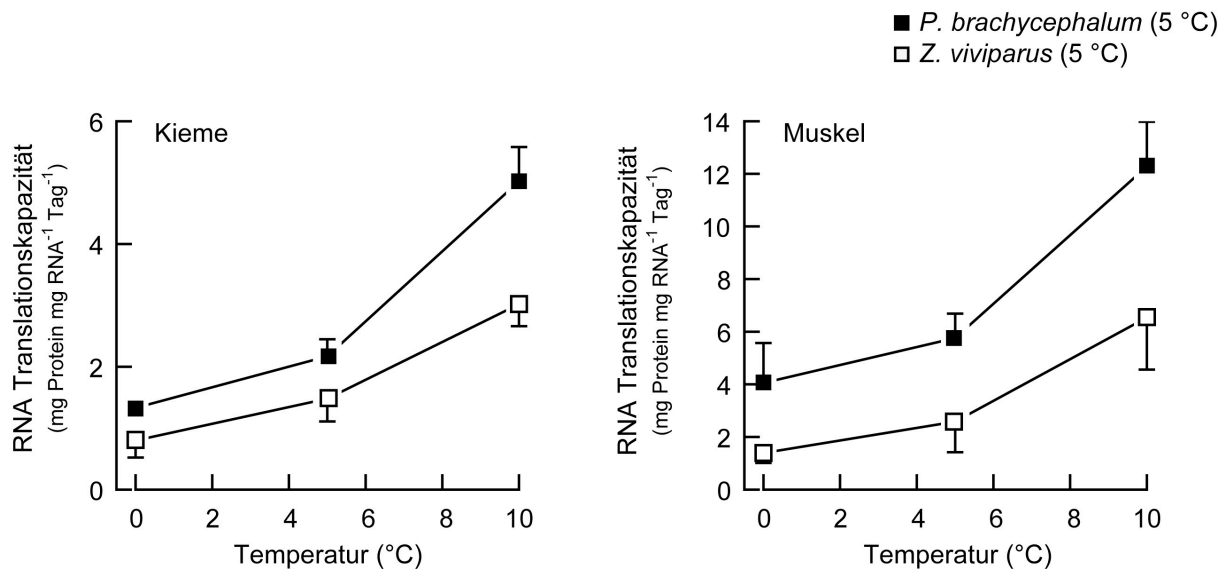 P. brachycephalum (5 °C)
Z. viviparus (5 °C)
Kieme
RNA Translationskapazität
(mg Protein mg RNA⁻¹ Tag⁻¹)
6
4
2
0
0 2 4 6 8 10
Temperatur (°C)
Muskel
RNA Translationskapazität
(mg Protein mg RNA⁻¹ Tag⁻¹)
14
12
10
8
6
4
2
0
0 2 4 6 8 10
Temperatur (°C)